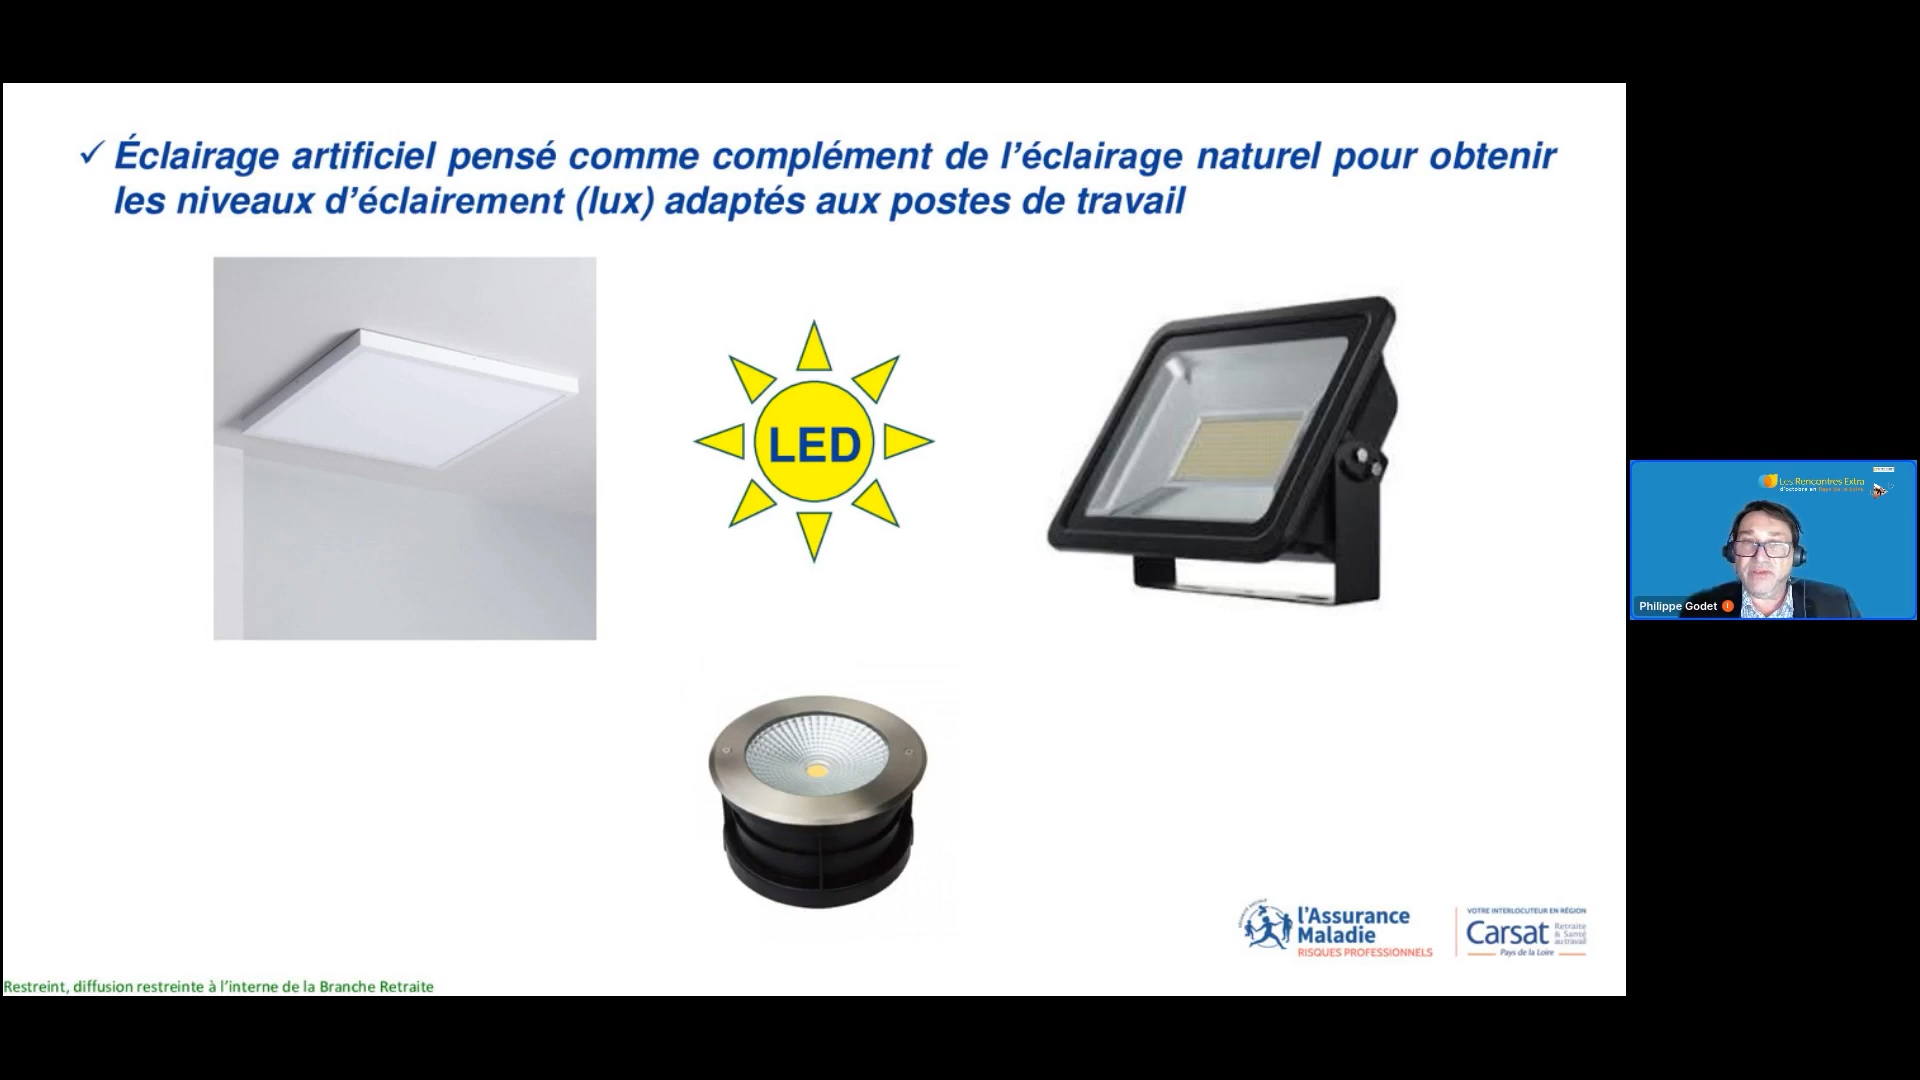 ✓ Éclairage artificiel pensé comme complément de l’éclairage naturel pour obtenir
les niveaux d’éclairement (lux) adaptés aux postes de travail
LED
Les Rencontres Extra
d'octobre en Pays de la Loire
Philippe Godet
l’Assurance
Maladie
RISQUES PROFESSIONNELS
VOTRE INTERLOCUTEUR EN RÉGION
Carsat
Retraite
& Santé
au travail
Pays de la Loire
Restreint, diffusion restreinte à l’interne de la Branche Retraite